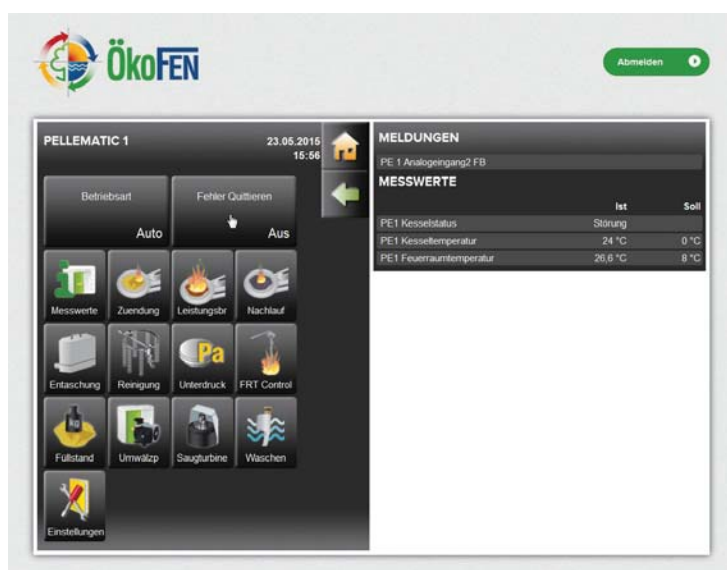 ÖkoFEN
Abmelden
PELLEMATIC 1
23.05.2015
15:56
Betriebsart
Auto
Fehler Quittieren
Aus
Messwerte
Zuendung
Leistungsbr
Nachlauf
Entaschung
Reinigung
Pa
Unterdruck
FRT Control
kg
Füllstand
Umwälzp
Saugturbine
Waschen
Einstellungen
MELDUNGEN
PE 1 Analogeingang2 FB
MESSWERTE
Ist Soll
PE1 Kesselstatus Störung
PE1 Kesseltemperatur 24 °C 0 °C
PE1 Feuerraumtemperatur 26,6 °C 8 °C